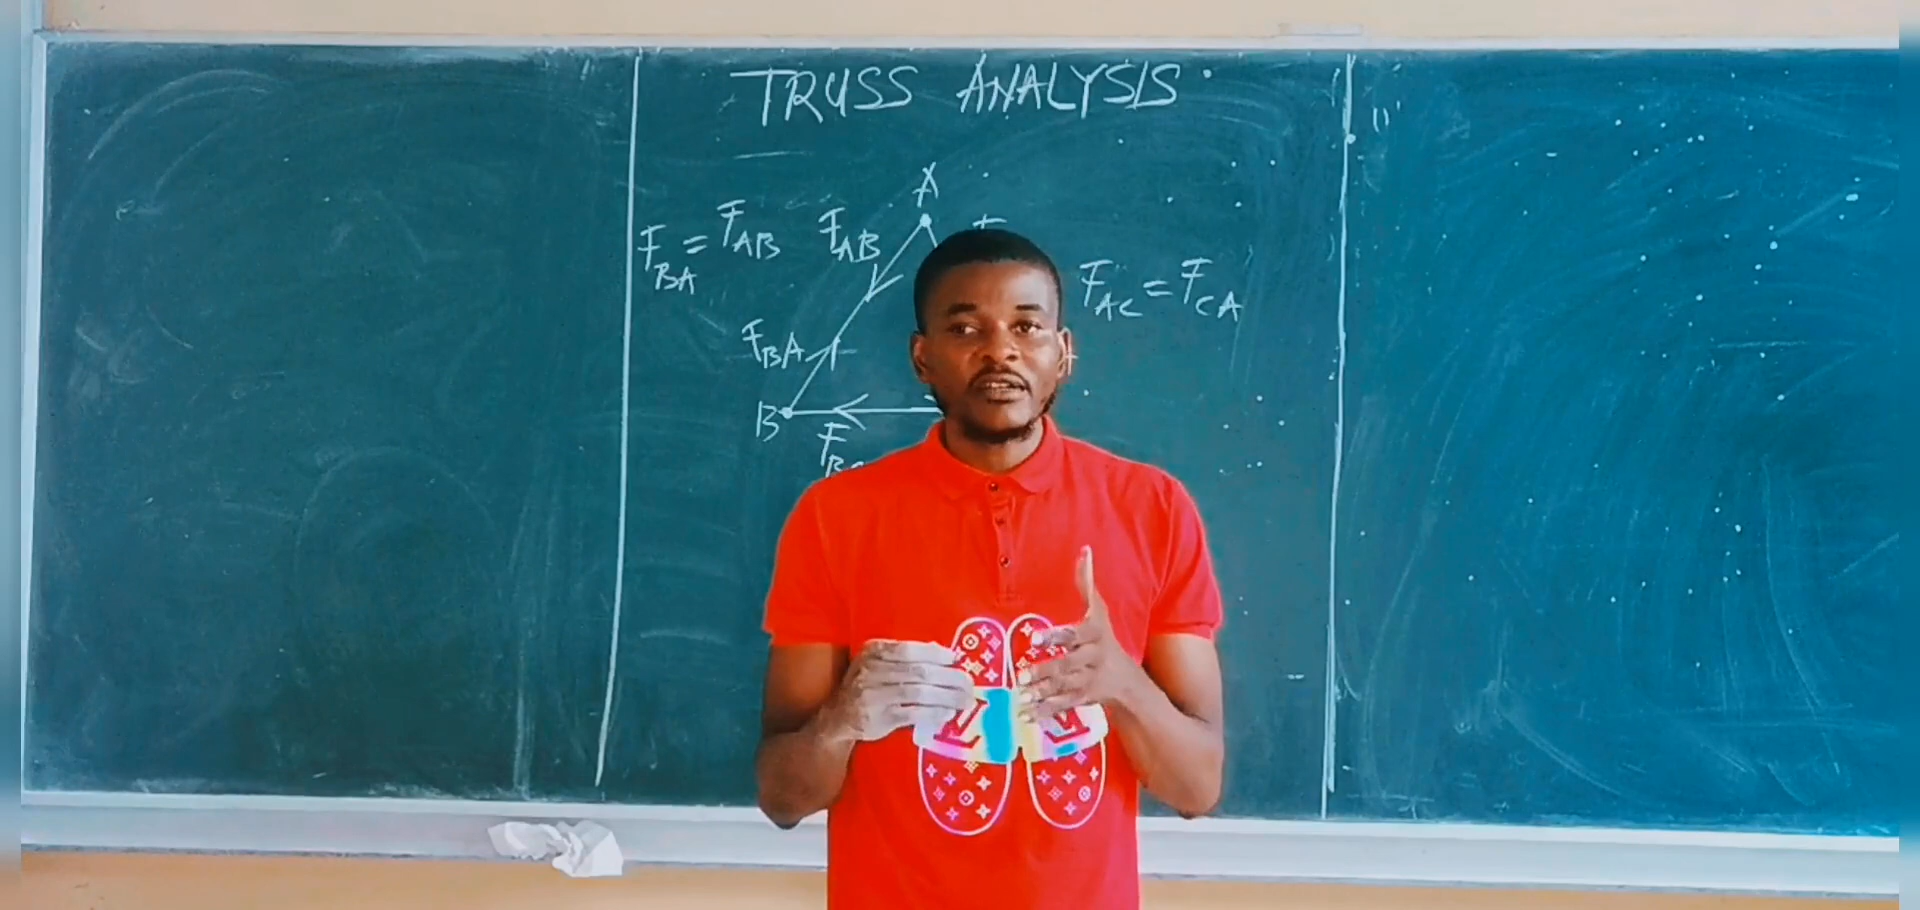 TRUSS ANALYSIS
A
F_BA = F_AB
F_AB
F_AC = F_CA
F_BA
B